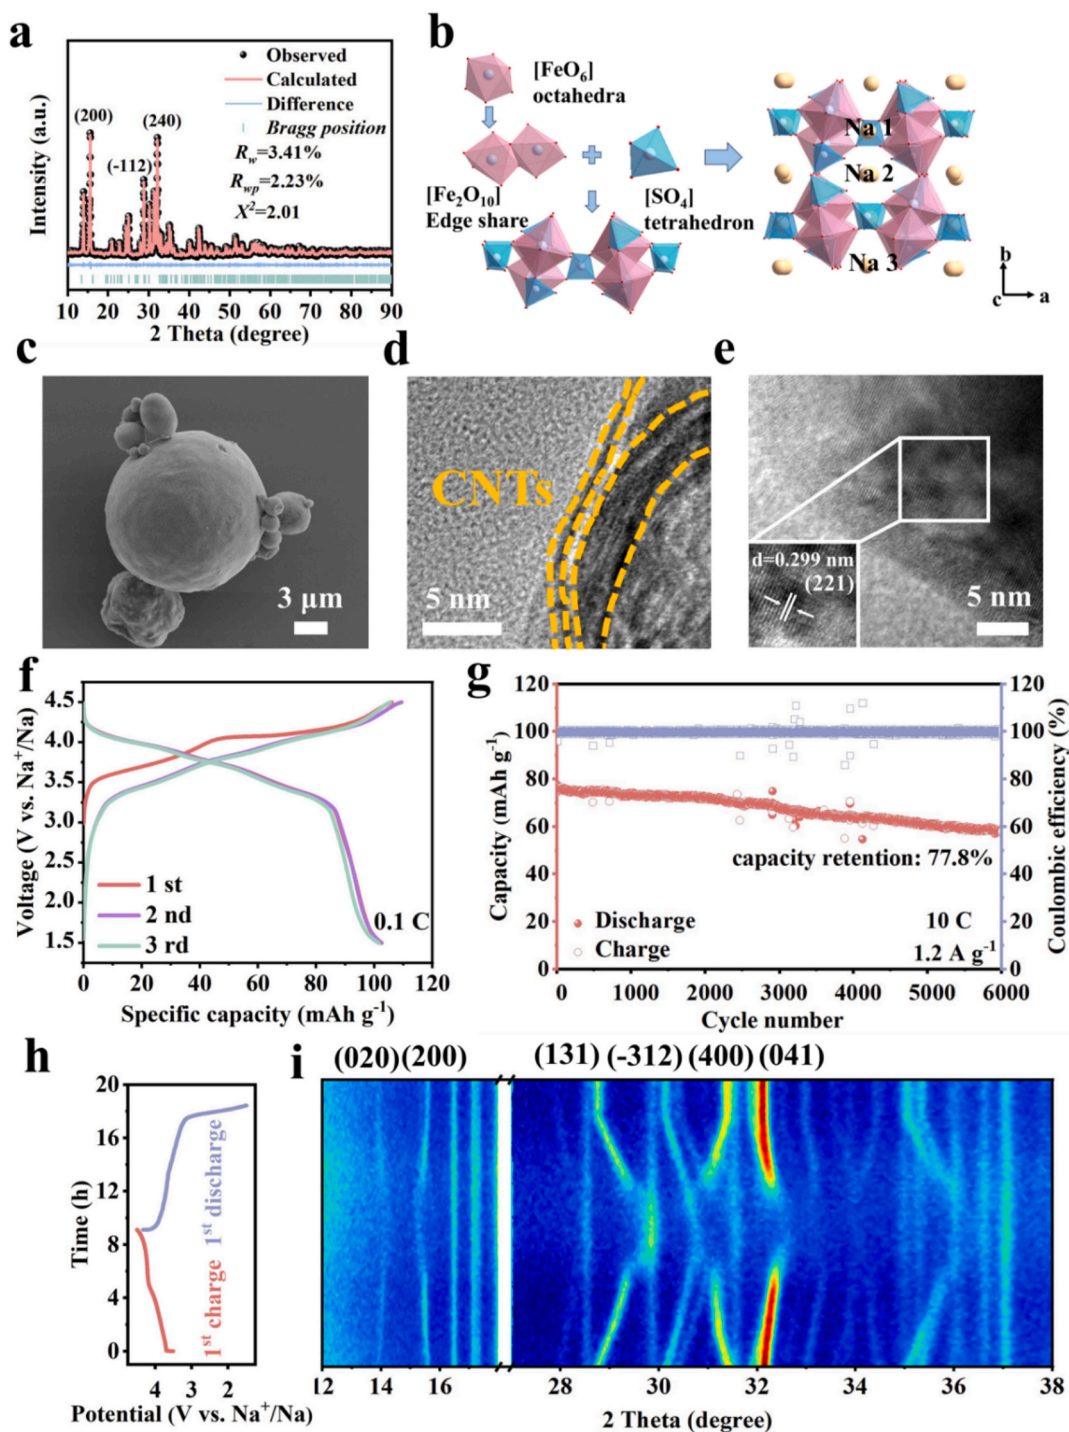 a
Observed
Calculated
Difference
Bragg position
R_w=3.41%
R_wp=2.23%
X²=2.01
(200)
(-112)
(240)
Intensity (a.u.)
10 20 30 40 50 60 70 80 90
2 Theta (degree)
b
[FeO₆]
octahedra
[Fe₂O₁₀]
Edge share
[SO₄]
tetrahedron
Na 1
Na 2
Na 3
b
c
a
c
3 μm
d
CNTs
5 nm
e
d=0.299 nm
(221)
5 nm
f
Voltage (V vs. Na⁺/Na)
4.5
4.0
3.5
3.0
2.5
2.0
1.5
1 st
2 nd
3 rd
0.1 C
0 20 40 60 80 100 120
Specific capacity (mAh g⁻¹)
g
Capacity (mAh g⁻¹)
120
100
80
60
40
20
0
capacity retention: 77.8%
Discharge
Charge
10 C
1.2 A g⁻¹
120
100
80
60
40
20
0
Coulombic efficiency (%)
0 1000 2000 3000 4000 5000 6000
Cycle number
h
Time (h)
20
16
12
8
4
0
1ˢᵗ discharge
1ˢᵗ charge
4 3 2
Potential (V vs. Na⁺/Na)
i
(020) (200) (131) (-312) (400) (041)
12 14 16 28 30 32 34 36 38
2 Theta (degree)